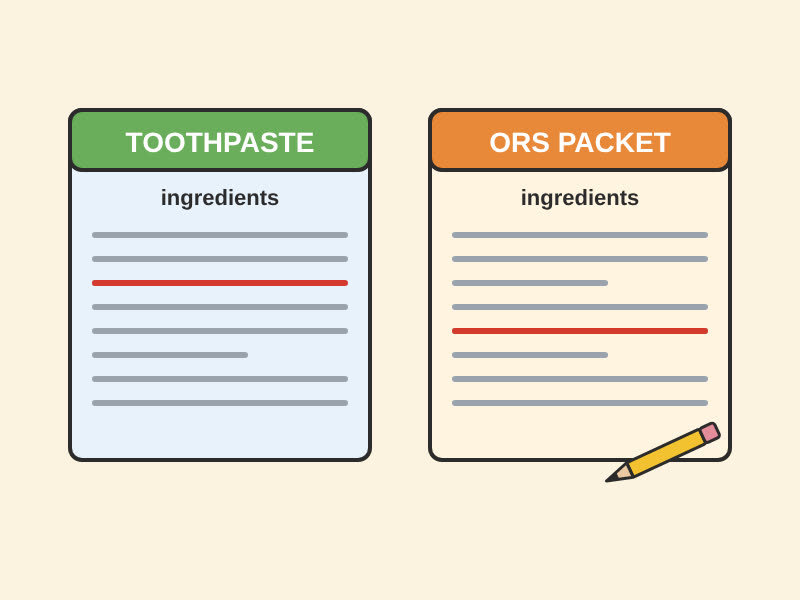 TOOTHPASTE
ingredients
ORS PACKET
ingredients